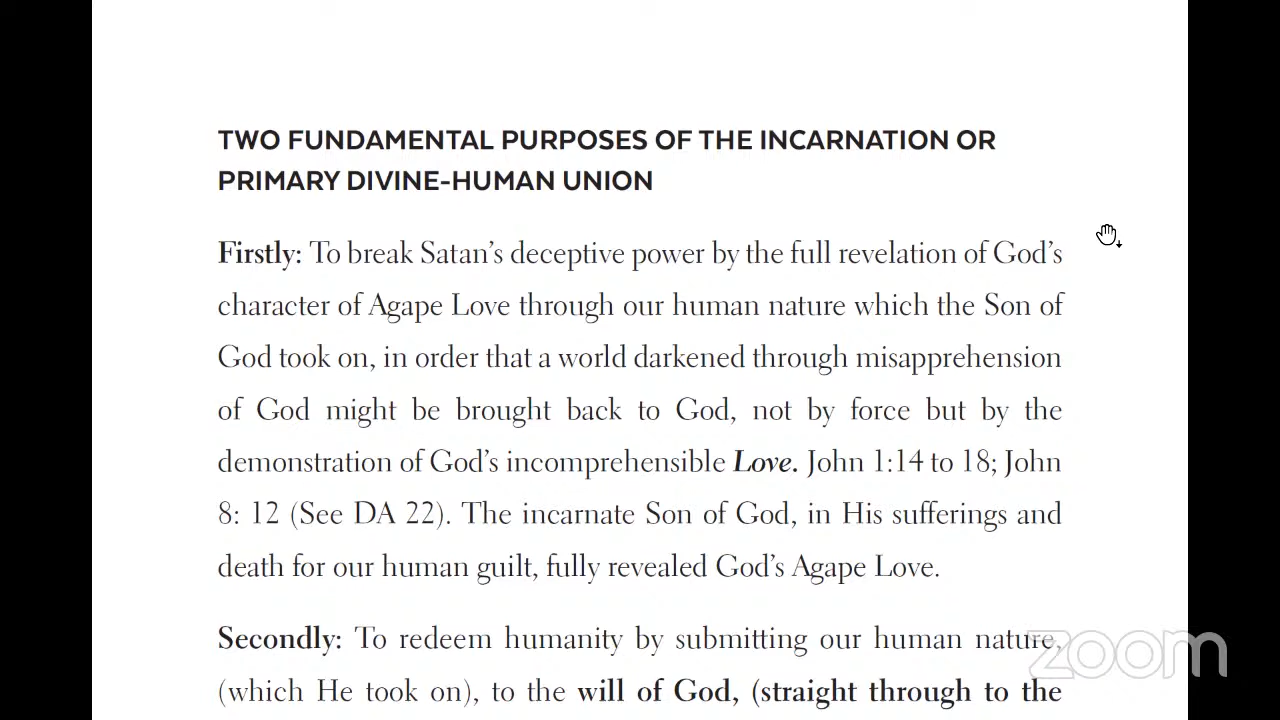 TWO FUNDAMENTAL PURPOSES OF THE INCARNATION OR
PRIMARY DIVINE-HUMAN UNION
Firstly: To break Satan’s deceptive power by the full revelation of God’s
character of Agape Love through our human nature which the Son of
God took on, in order that a world darkened through misapprehension
of God might be brought back to God, not by force but by the
demonstration of God’s incomprehensible Love. John 1:14 to 18; John
8: 12 (See DA 22). The incarnate Son of God, in His sufferings and
death for our human guilt, fully revealed God’s Agape Love.
Secondly: To redeem humanity by submitting our human nature,
(which He took on), to the will of God, (straight through to the
zoom